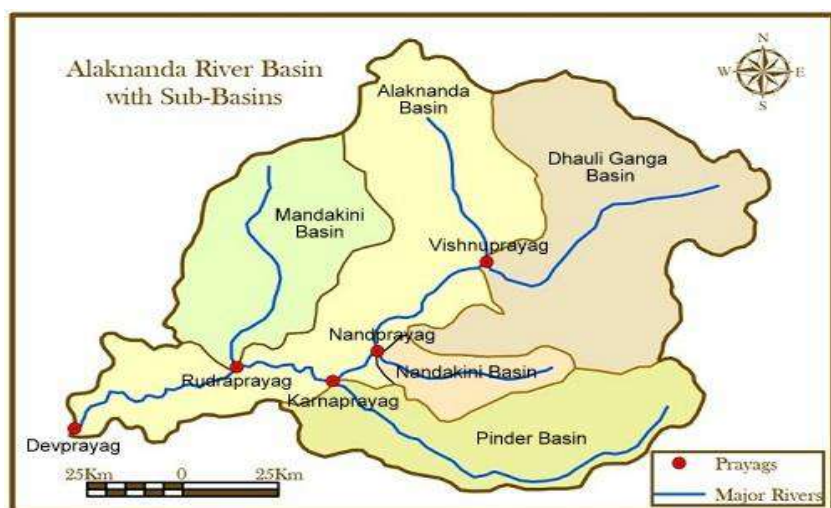 Alaknanda River Basin
with Sub-Basins
Alaknanda
Basin
N
W
E
S
Dhauli Ganga
Basin
Mandakini
Basin
Vishnuprayag
Nandprayag
Nandakini Basin
Rudraprayag
Karnaprayag
Devprayag
Pinder Basin
25Km
0
25Km
Prayags
Major Rivers